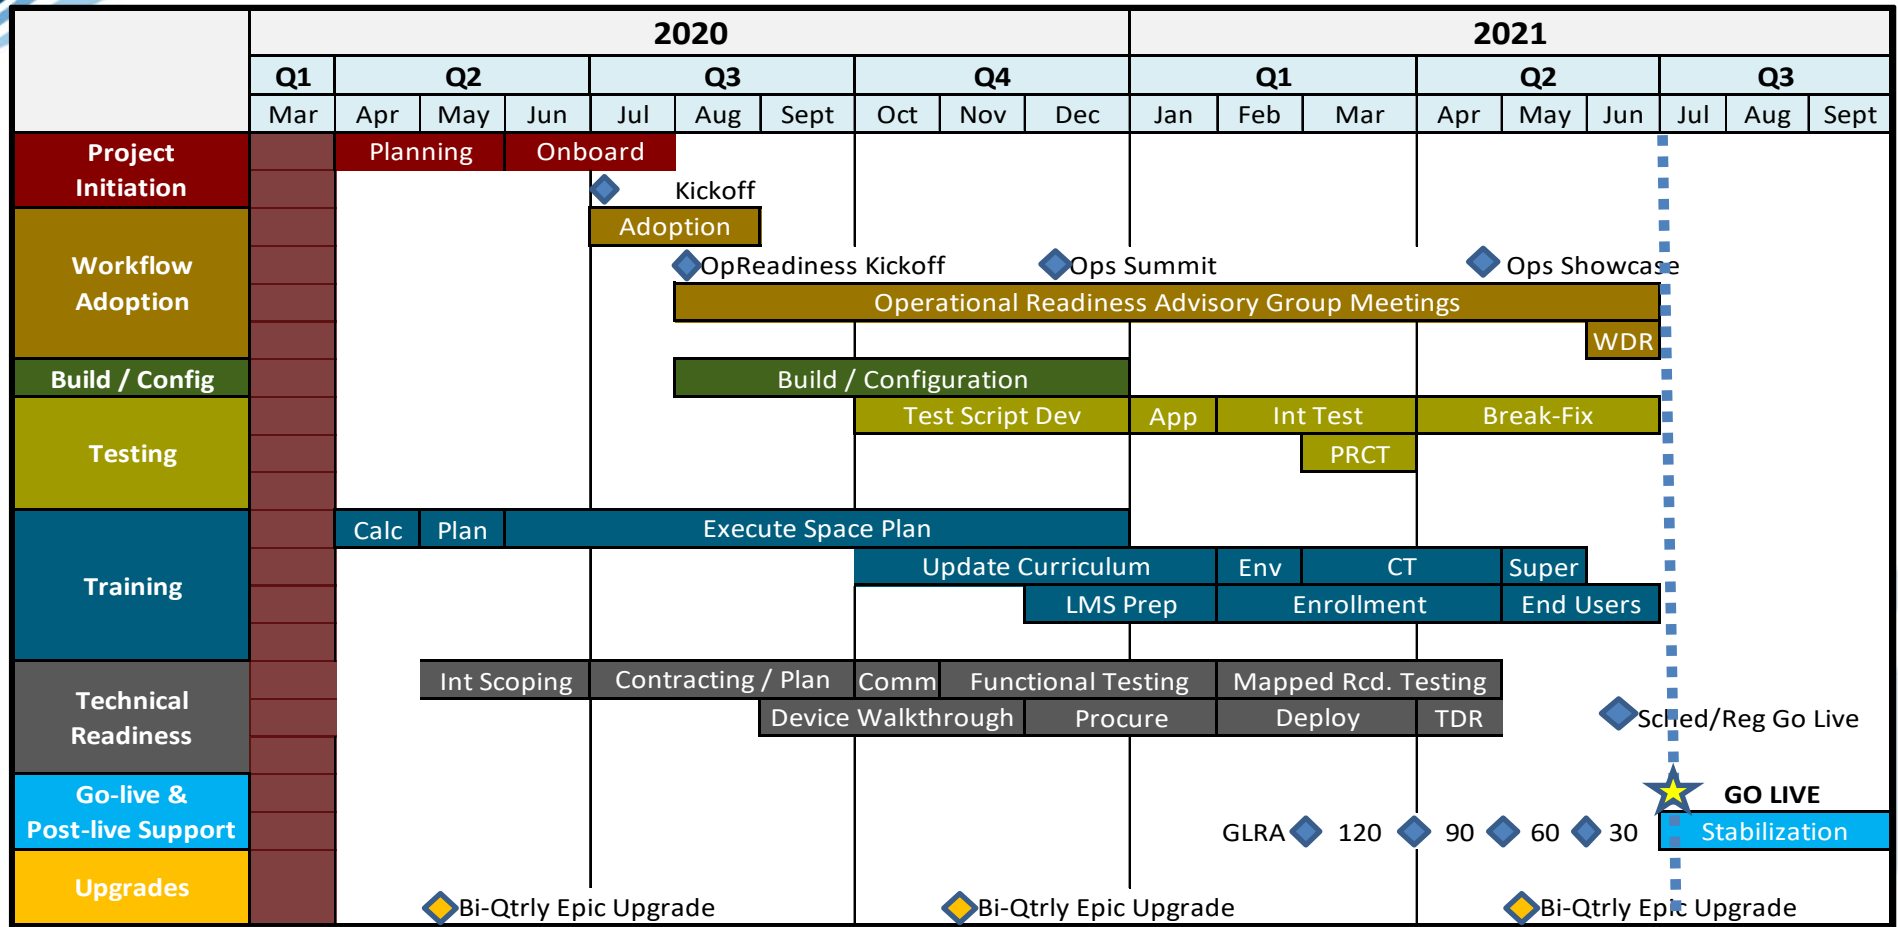 2020 2021
Q1 Q2 Q3 Q4 Q1 Q2 Q3
Mar Apr May Jun Jul Aug Sept Oct Nov Dec Jan Feb Mar Apr May Jun Jul Aug Sept
Project
Initiation
Planning Onboard
Kickoff
Workflow
Adoption
Adoption
OpReadiness Kickoff Ops Summit Ops Showcase
Operational Readiness Advisory Group Meetings
WDR
Build / Config Build / Configuration
Testing
Test Script Dev App Int Test Break-Fix
PRCT
Training
Calc Plan Execute Space Plan
Update Curriculum Env CT Super
LMS Prep Enrollment End Users
Technical
Readiness
Int Scoping Contracting / Plan Comm Functional Testing Mapped Rcd. Testing
Device Walkthrough Procure Deploy TDR Sched/Reg Go Live
Go-live &
Post-live Support
GO LIVE
GLRA 120 90 60 30 Stabilization
Upgrades
Bi-Qtrly Epic Upgrade Bi-Qtrly Epic Upgrade Bi-Qtrly Epic Upgrade